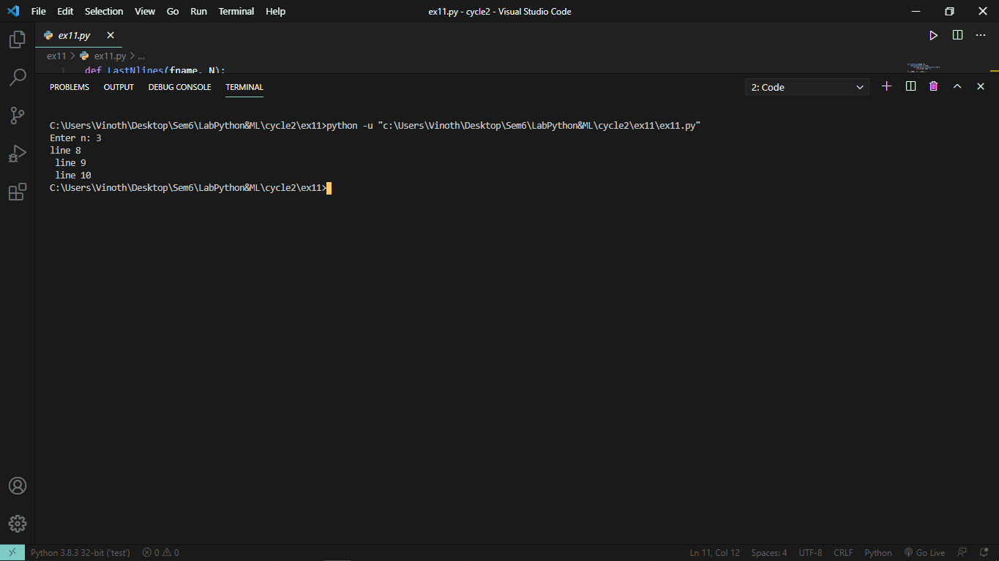 File Edit Selection View Go Run Terminal Help ex11.py - cycle2 - Visual Studio Code
ex11.py
ex11 > ex11.py > ...
1 def LastNlines(fname, N):
PROBLEMS OUTPUT DEBUG CONSOLE TERMINAL 2: Code
C:\Users\Vinoth\Desktop\Sem6\LabPython&ML\cycle2\ex11>python -u "c:\Users\Vinoth\Desktop\Sem6\LabPython&ML\cycle2\ex11\ex11.py"
Enter n: 3
line 8
 line 9
 line 10
C:\Users\Vinoth\Desktop\Sem6\LabPython&ML\cycle2\ex11>
Python 3.8.3 32-bit ('test') 0 0 Ln 11, Col 12 Spaces: 4 UTF-8 CRLF Python Go Live